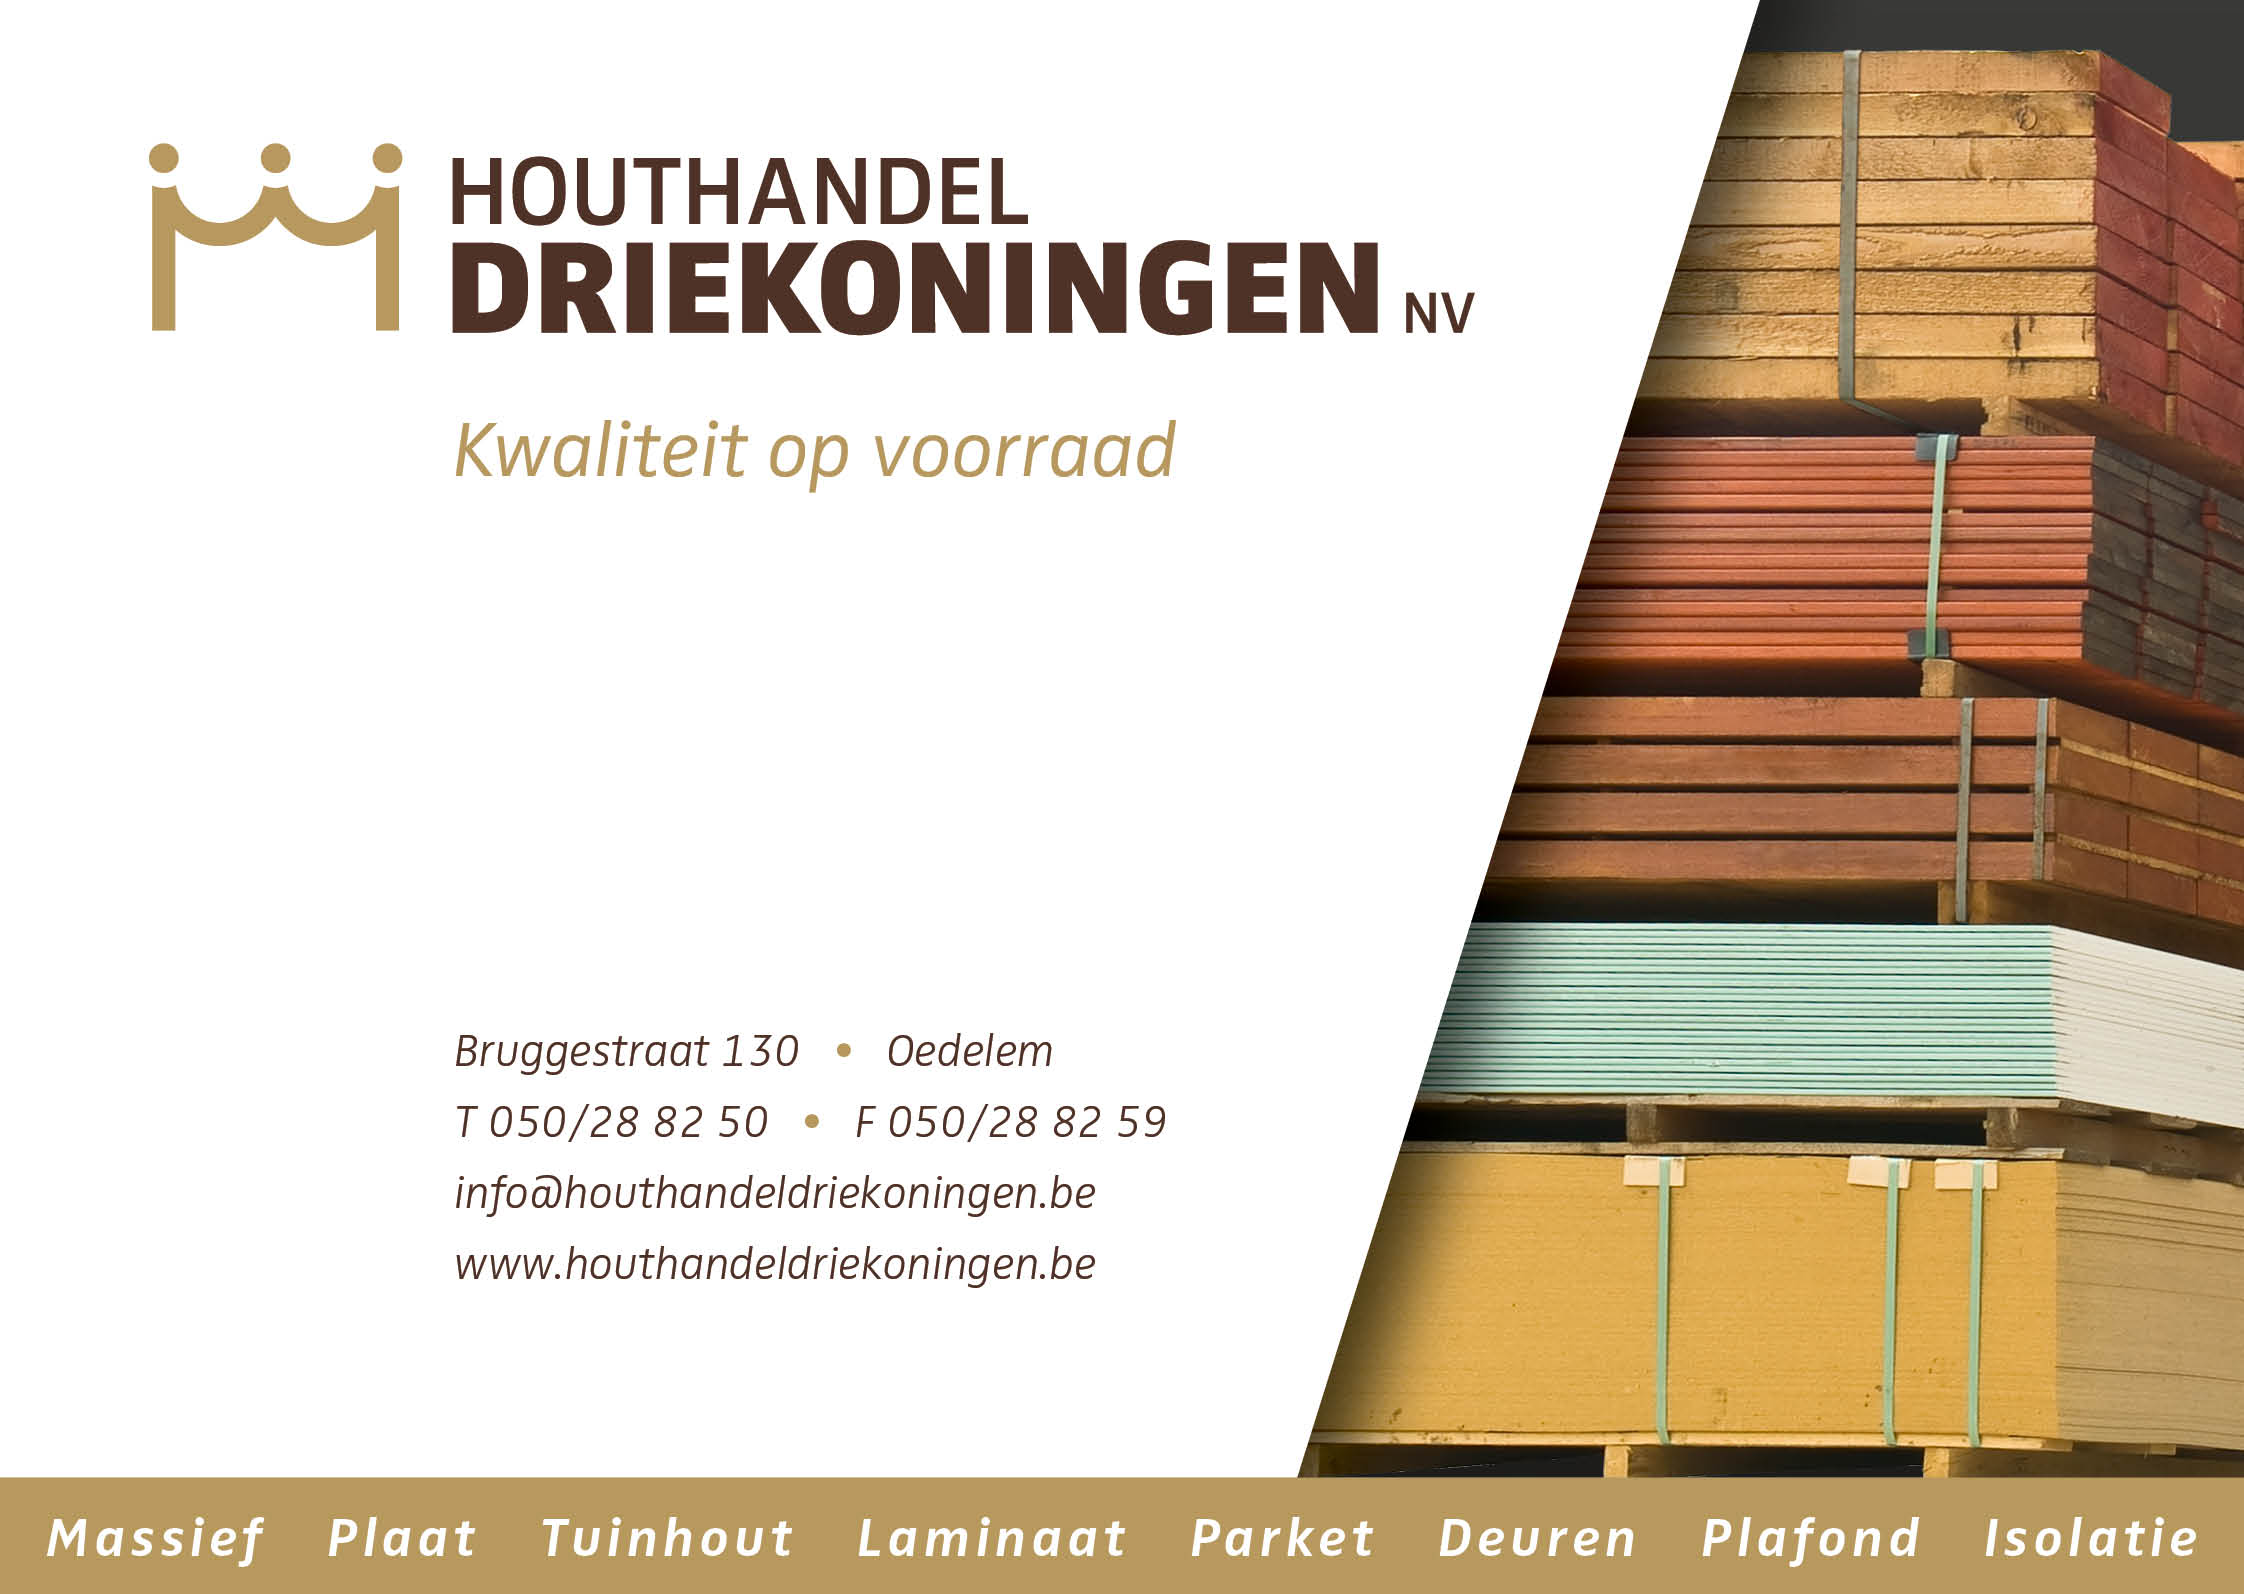 HOUTHANDEL
DRIEKONINGEN NV
Kwaliteit op voorraad
Bruggestraat 130 • Oedelem
T 050/28 82 50 • F 050/28 82 59
info@houthandeldriekoningen.be
www.houthandeldriekoningen.be
Massief Plaat Tuinhout Laminaat Parket Deuren Plafond Isolatie